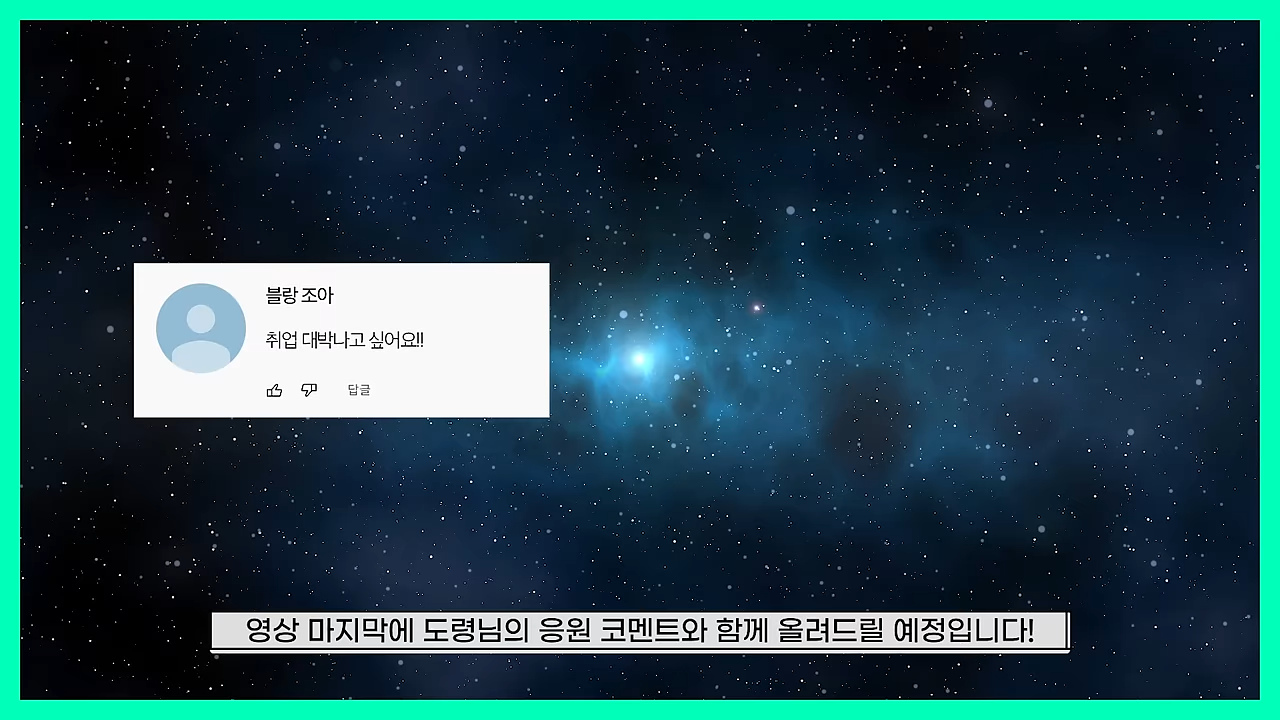 블랑 조아
취업 대박나고 싶어요!!
답글
영상 마지막에 도령님의 응원 코멘트와 함께 올려드릴 예정입니다!